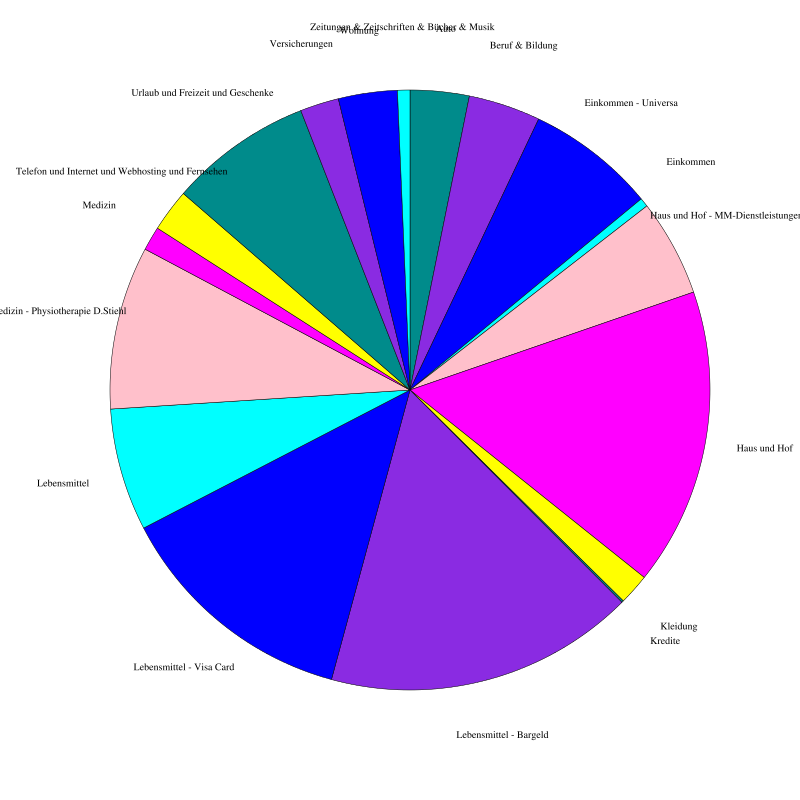 Zeitungen & Zeitschriften & Bücher & Musik
Wohnung
Auto
Versicherungen
Beruf & Bildung
Urlaub und Freizeit und Geschenke
Einkommen - Universa
Einkommen
Telefon und Internet und Webhosting und Fernsehen
Medizin
Haus und Hof - MM-Dienstleistungen
edizin - Physiotherapie D.Stiehl
Haus und Hof
Lebensmittel
Kleidung
Kredite
Lebensmittel - Visa Card
Lebensmittel - Bargeld